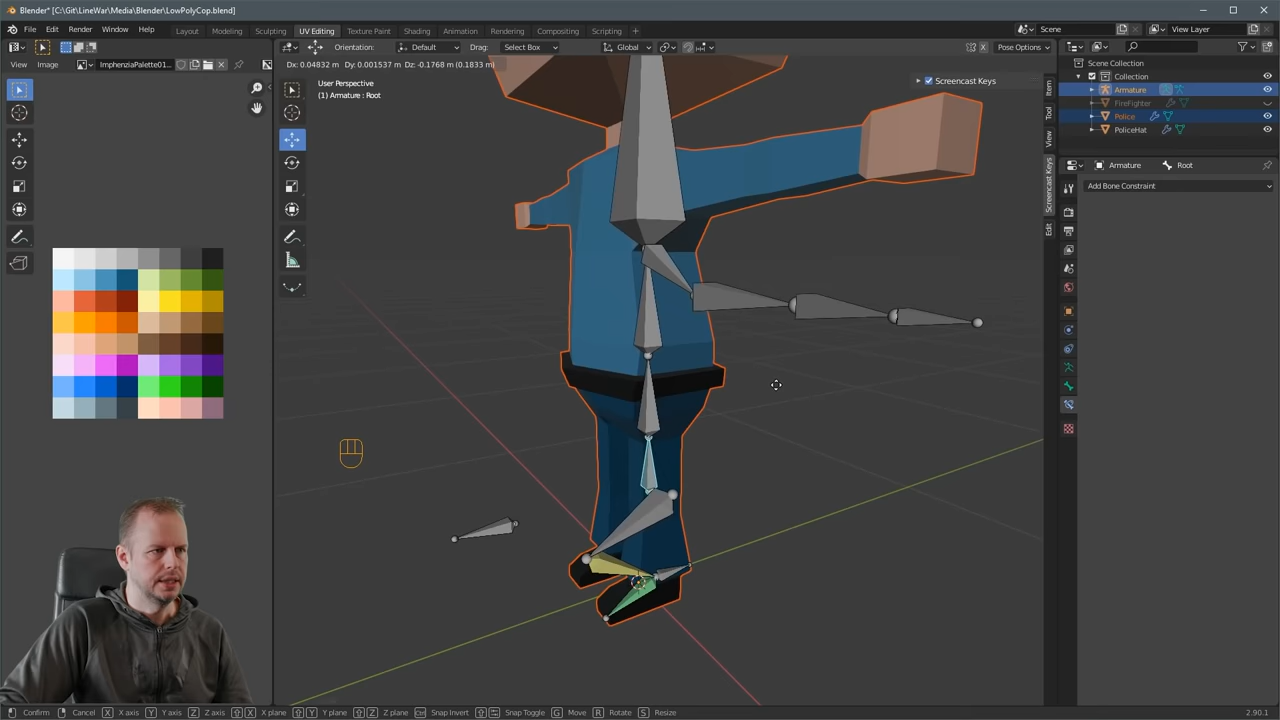 Blender* [C:\Git\LineWar\Media\Blender\LowPolyCop.blend]
File Edit Render Window Help Layout Modeling Sculpting UV Editing Texture Paint Shading Animation Rendering Compositing Scripting + Scene View Layer
Orientation: Default Drag: Select Box Global X Pose Options
View Image ImphenziaPalette01... Dx: 0.04832 m Dy: 0.001537 m Dz: -0.1768 m (0.1833 m)
User Perspective
(1) Armature : Root
Screencast Keys
Item
Tool
View
Screencast Keys
Edit
Scene Collection
Collection
Armature
FireFighter
Police
PoliceHat
Armature Root
Add Bone Constraint
Confirm Cancel X X axis Y Y axis Z Z axis X X plane Y Y plane Z Z plane Ctrl Snap Invert Snap Toggle G Move R Rotate S Resize 2.90.1